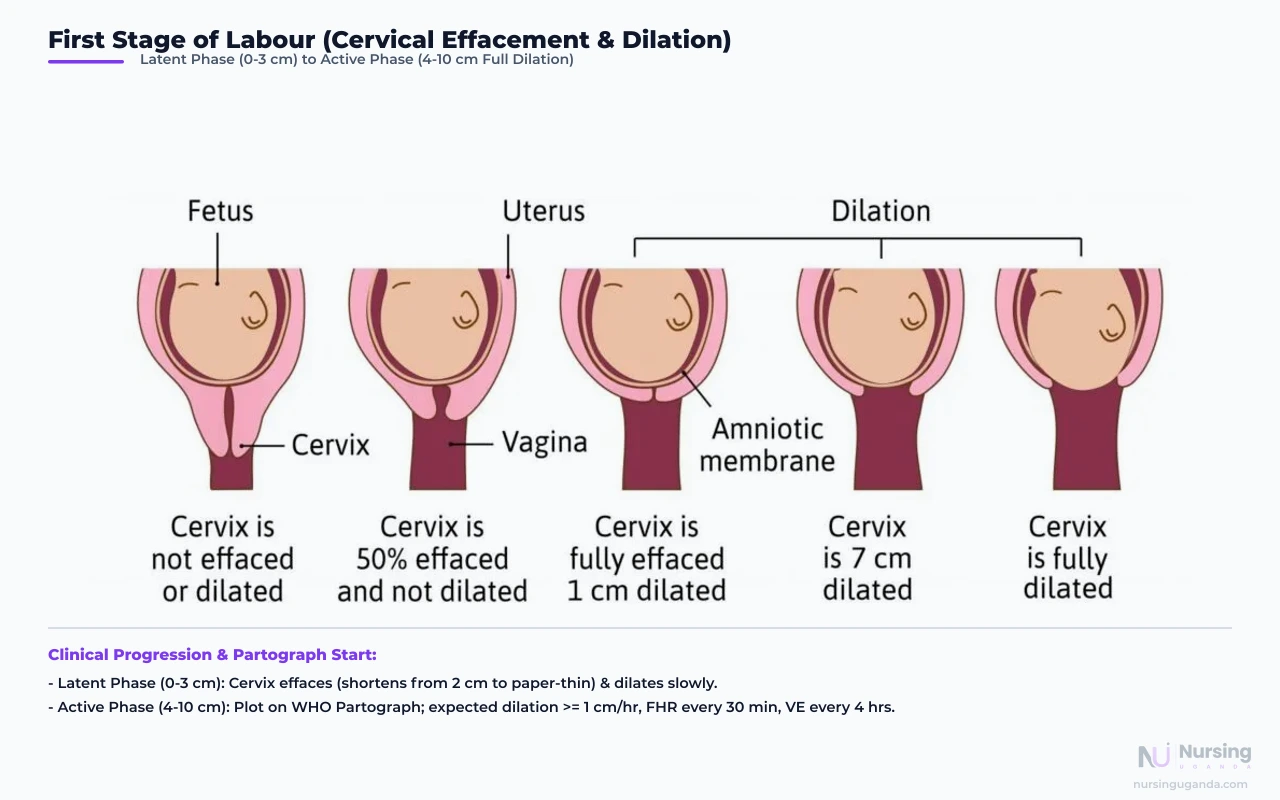 First Stage of Labour (Cervical Effacement & Dilation)
Latent Phase (0-3 cm) to Active Phase (4-10 cm Full Dilation)
Fetus
Uterus
Dilation
Cervix
Vagina
Amniotic
membrane
Cervix is
not effaced
or dilated
Cervix is
50% effaced
and not dilated
Cervix is
fully effaced
1 cm dilated
Cervix
is 7 cm
dilated
Cervix
is fully
dilated
Clinical Progression & Partograph Start:
- Latent Phase (0-3 cm): Cervix effaces (shortens from 2 cm to paper-thin) & dilates slowly.
- Active Phase (4-10 cm): Plot on WHO Partograph; expected dilation >= 1 cm/hr, FHR every 30 min, VE every 4 hrs.
NU Nursing
UGANDA
nursinguganda.com